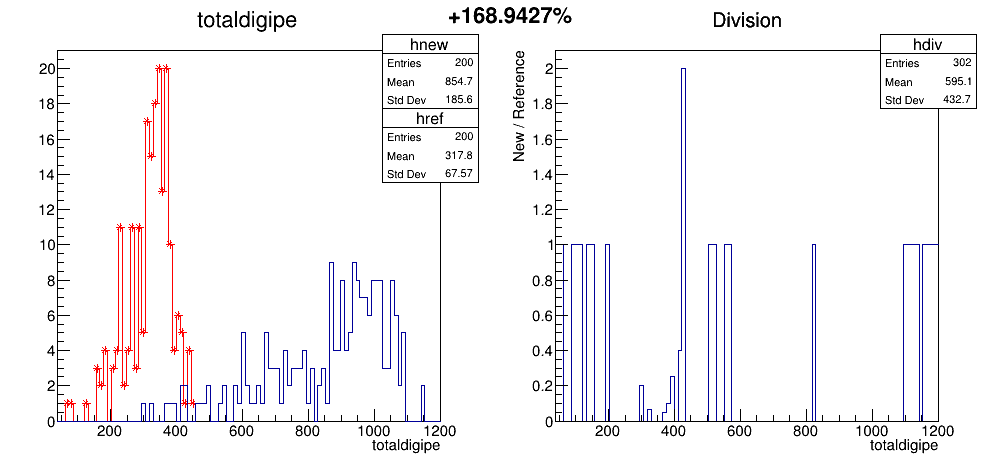 +168.9427%
totaldigipe
hnew
Entries 200
Mean 854.7
Std Dev 185.6
href
Entries 200
Mean 317.8
Std Dev 67.57
20
18
16
14
12
10
8
6
4
2
0
200 400 600 800 1000 1200
totaldigipe
Division
hdiv
Entries 302
Mean 595.1
Std Dev 432.7
New / Reference
2
1.8
1.6
1.4
1.2
1
0.8
0.6
0.4
0.2
0
200 400 600 800 1000 1200
totaldigipe